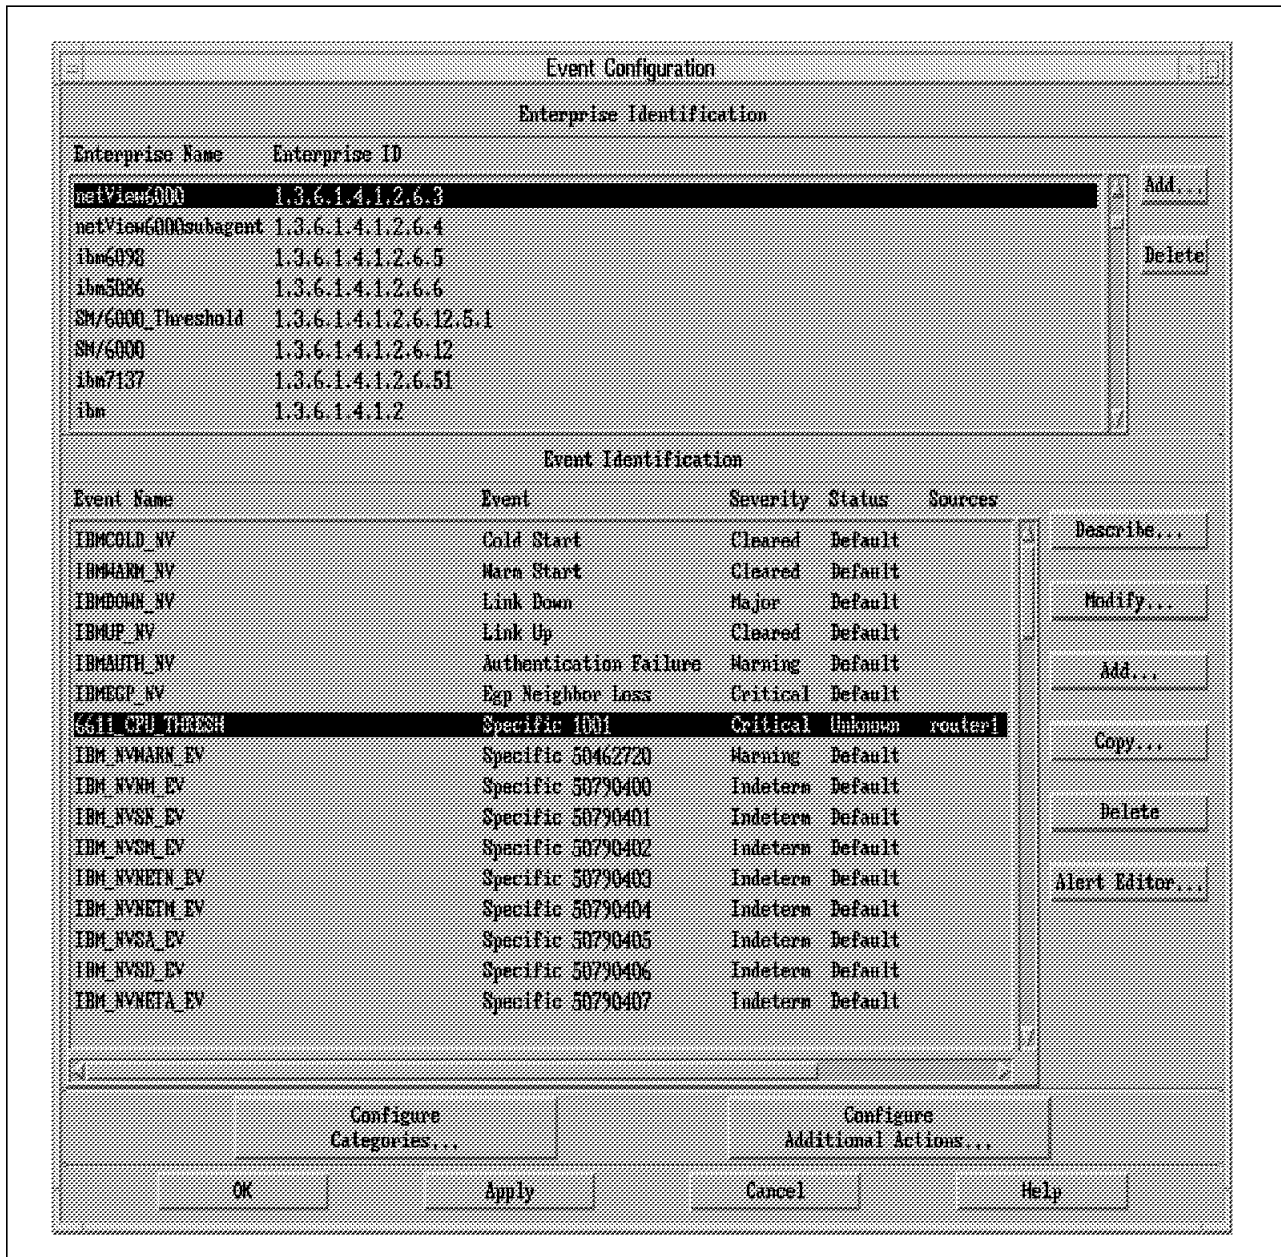 Event Configuration
Enterprise Identification
Enterprise Name Enterprise ID
netView6000 1.3.6.1.4.1.2.6.3
netView6000subagent 1.3.6.1.4.1.2.6.4
ibm6098 1.3.6.1.4.1.2.6.5
ibm5086 1.3.6.1.4.1.2.6.6
SM/6000_Threshold 1.3.6.1.4.1.2.6.12.5.1
SM/6000 1.3.6.1.4.1.2.6.12
ibm7137 1.3.6.1.4.1.2.6.51
ibm 1.3.6.1.4.1.2
Add...
Delete
Event Identification
Event Name Event Severity Status Sources
IBMCOLD_NV Cold Start Cleared Default
IBMWARM_NV Warm Start Cleared Default
IBMDOWN_NV Link Down Major Default
IBMUP_NV Link Up Cleared Default
IBMAUTH_NV Authentication Failure Warning Default
IBMEGP_NV Egp Neighbor Loss Critical Default
6611_CPU_THRESH Specific 1001 Critical Unknown router1
IBM_NVWARN_EV Specific 50462720 Warning Default
IBM_NVNM_EV Specific 50790400 Indeterm Default
IBM_NVSN_EV Specific 50790401 Indeterm Default
IBM_NVSM_EV Specific 50790402 Indeterm Default
IBM_NVNETN_EV Specific 50790403 Indeterm Default
IBM_NVNETM_EV Specific 50790404 Indeterm Default
IBM_NVSA_EV Specific 50790405 Indeterm Default
IBM_NVSD_EV Specific 50790406 Indeterm Default
IBM_NVNETA_EV Specific 50790407 Indeterm Default
Describe...
Modify...
Add...
Copy...
Delete
Alert Editor...
Configure
Categories...
Configure
Additional Actions...
OK Apply Cancel Help